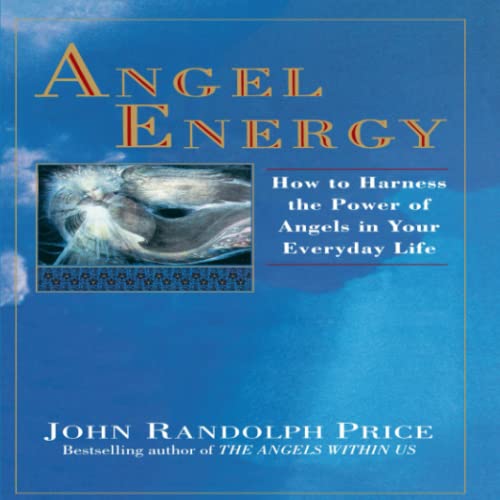 ANGEL
ENERGY
How to Harness
the Power of
Angels in Your
Everyday Life
JOHN RANDOLPH PRICE
Bestselling author of THE ANGELS WITHIN US